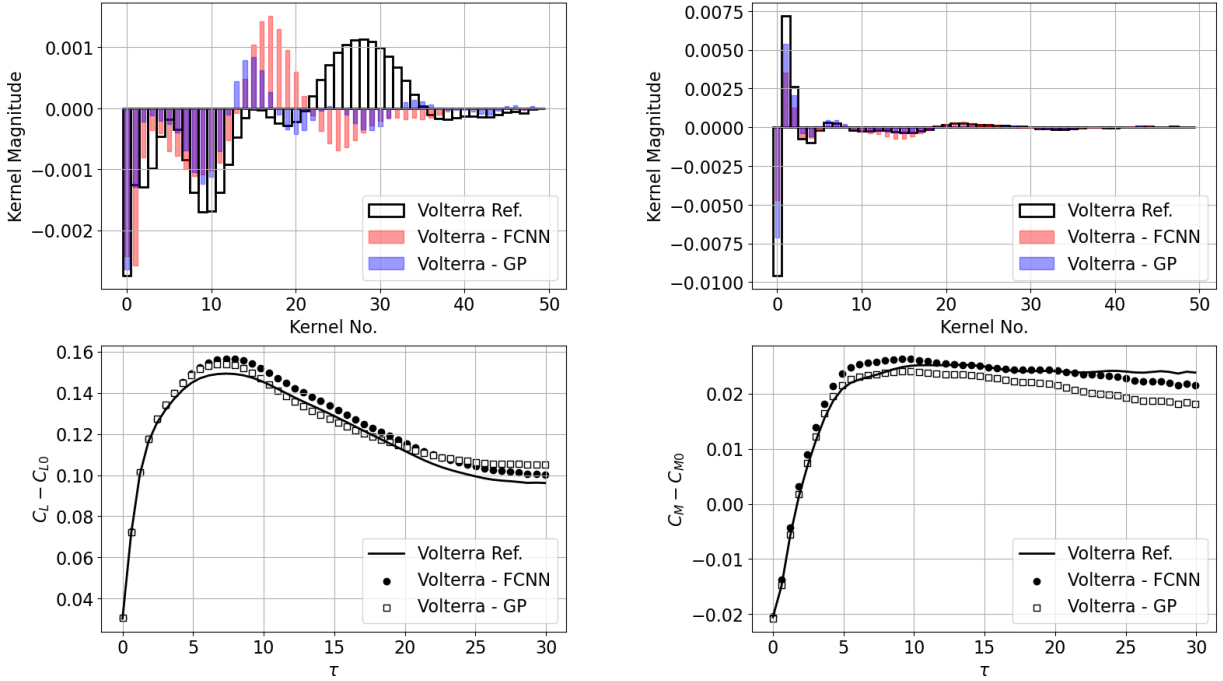 0.001
0.000
−0.001
−0.002
Kernel Magnitude
Volterra Ref.
Volterra - FCNN
Volterra - GP
0
10
20
30
40
50
Kernel No.
0.0075
0.0050
0.0025
0.0000
−0.0025
−0.0050
−0.0075
−0.0100
Kernel Magnitude
Volterra Ref.
Volterra - FCNN
Volterra - GP
0
10
20
30
40
50
Kernel No.
0.16
0.14
0.12
0.10
0.08
0.06
0.04
C_L − C_{L0}
Volterra Ref.
Volterra - FCNN
Volterra - GP
0
5
10
15
20
25
30
τ
0.02
0.01
0.00
−0.01
−0.02
C_M − C_{M0}
Volterra Ref.
Volterra - FCNN
Volterra - GP
0
5
10
15
20
25
30
τ